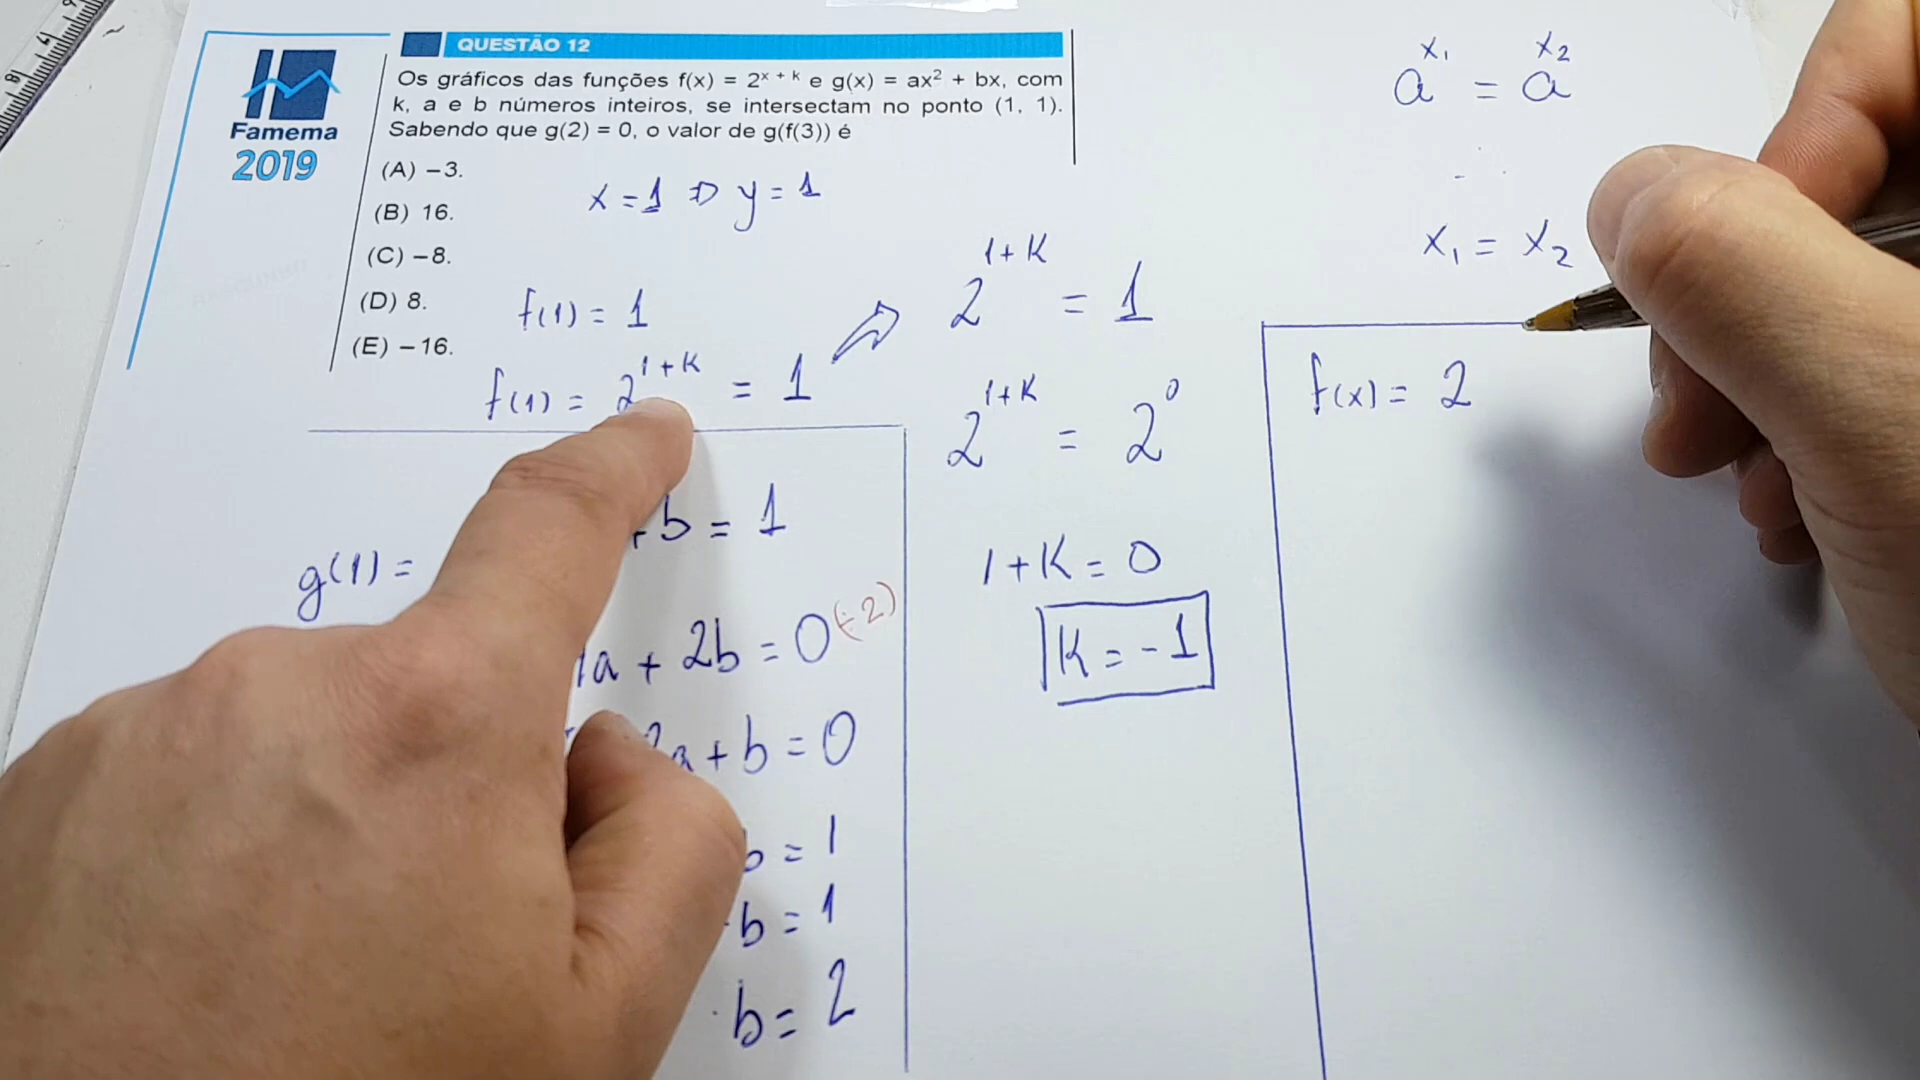 QUESTÃO 12
Os gráficos das funções f(x) = 2^{x + k} e g(x) = ax² + bx, com
k, a e b números inteiros, se intersectam no ponto (1, 1).
Sabendo que g(2) = 0, o valor de g(f(3)) é
Famema
2019
(A) −3.
(B) 16.
(C) −8.
(D) 8.
(E) −16.
x = 1 ⇒ y = 1
f(1) = 1
f(1) = 2^{1+K} = 1
g(1) =
+b = 1
a + 2b = 0
a + b = 0
b = 1
b = 1
b = 2
2^{1+K} = 1
2^{1+K} = 2^0
1 + K = 0
K = -1
a^{x₁} = a^{x₂}
x₁ = x₂
f(x) = 2